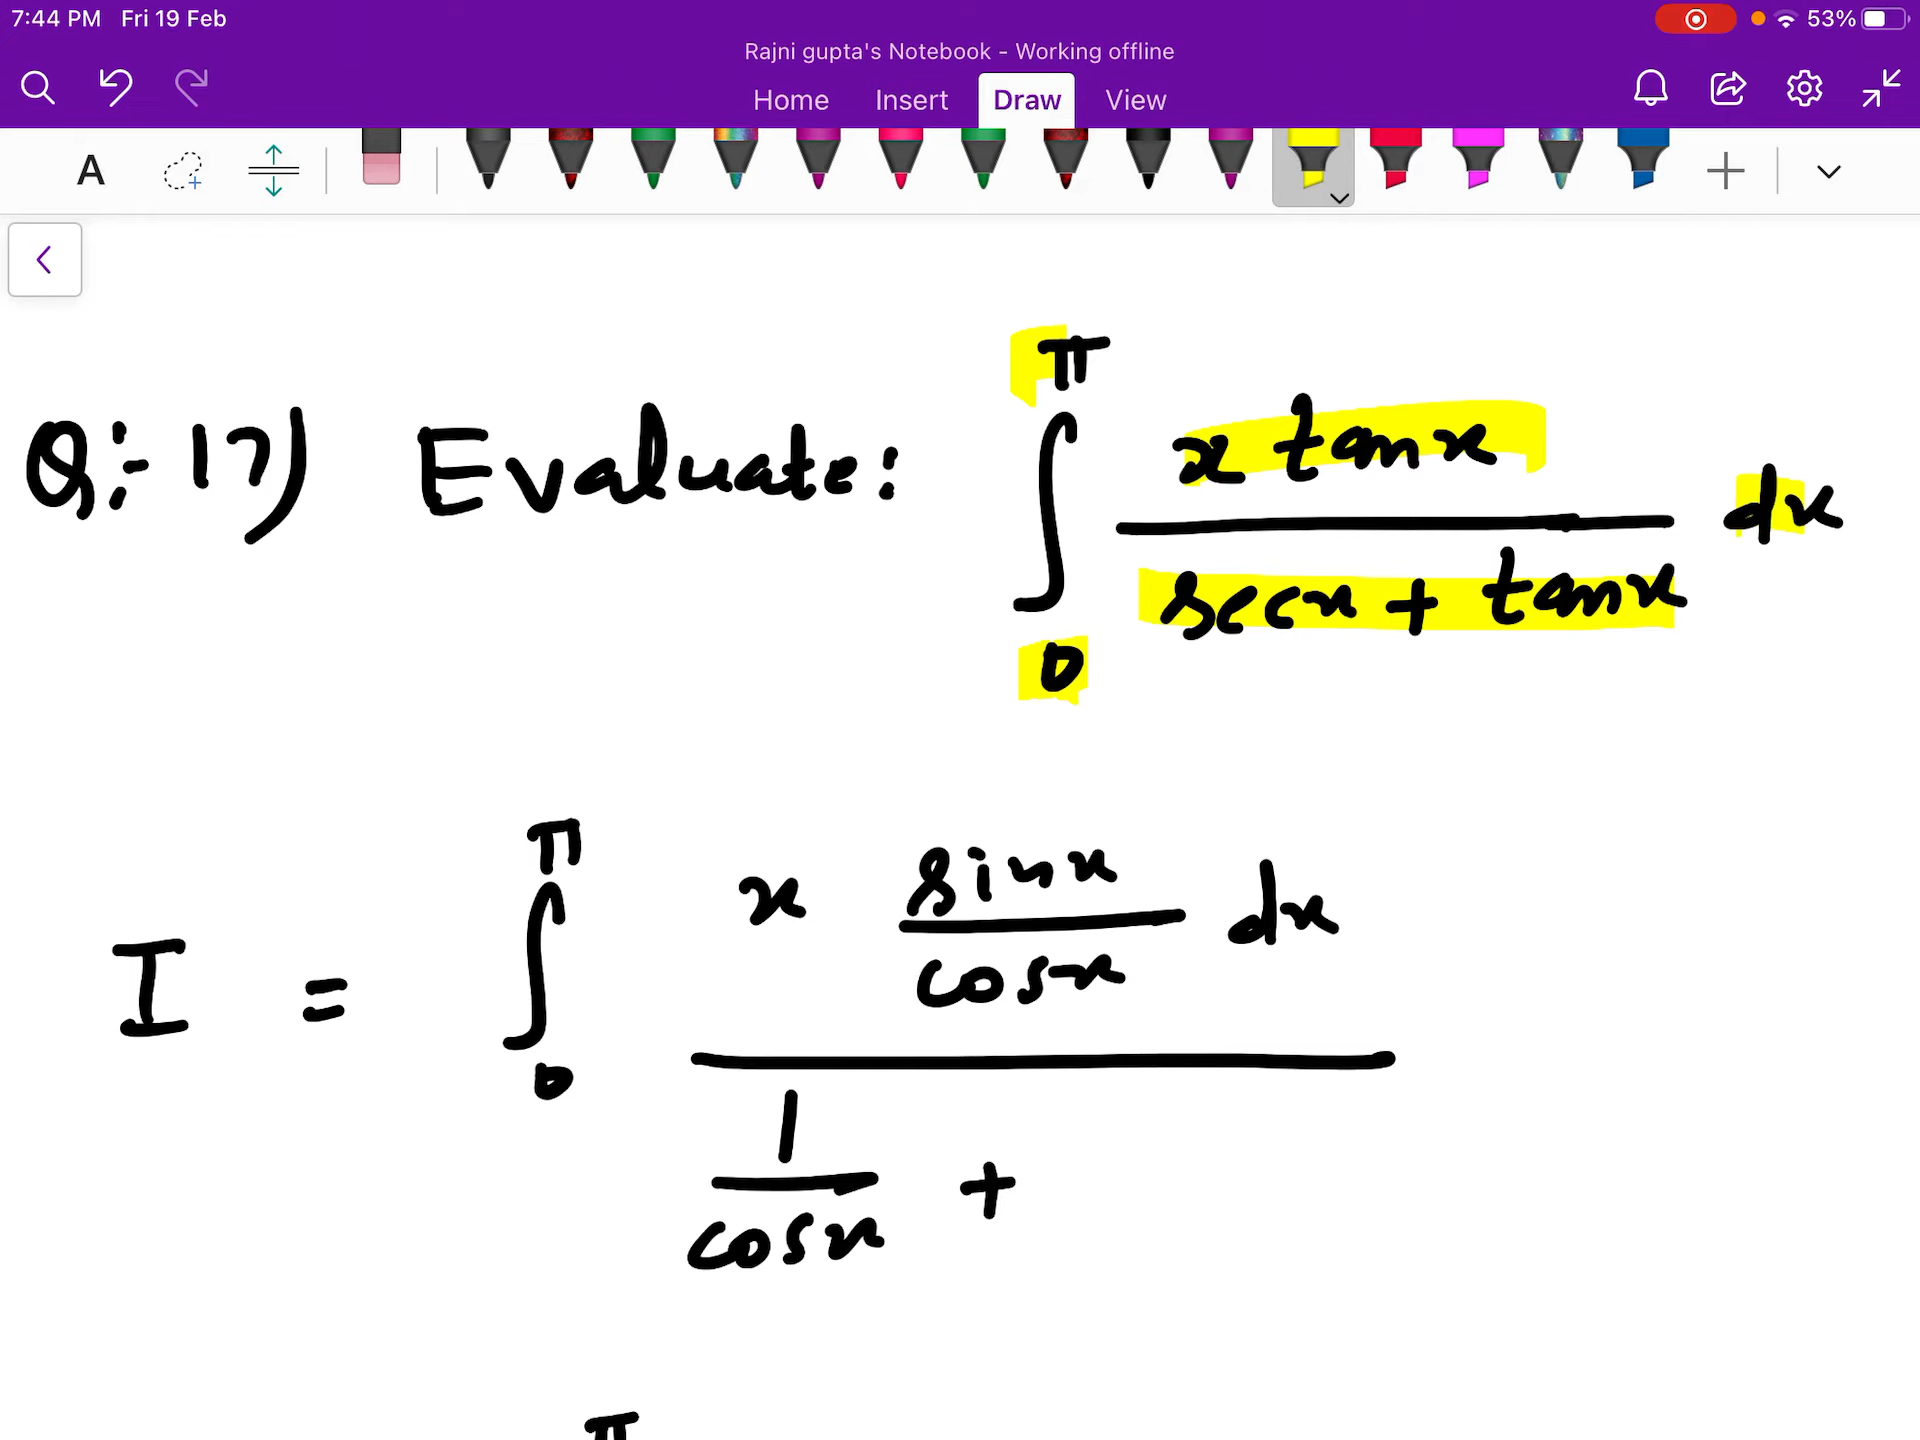 7:44 PM Fri 19 Feb 53%
Rajni gupta's Notebook - Working offline
Home Insert Draw View
A
Q:- 17) Evaluate: ∫₀^π (x tanx)/(secx + tanx) dx
I = ∫₀^π (x (sinx/cosx) dx)/((1/cosx) +
π